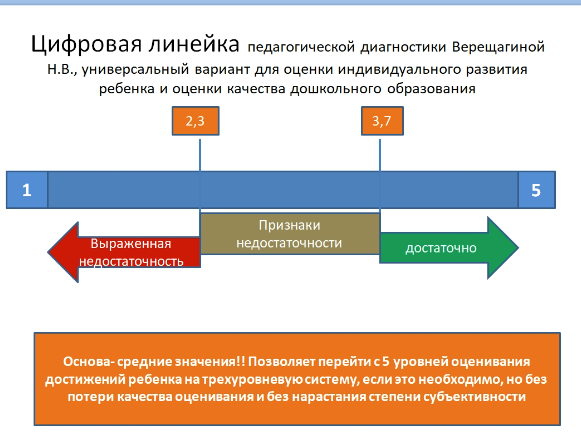 Цифровая линейка педагогической диагностики Верещагиной
Н.В., универсальный вариант для оценки индивидуального развития
ребенка и оценки качества дошкольного образования
2,3
3,7
1
5
Выраженная
недостаточность
Признаки
недостаточности
достаточно
Основа- средние значения!! Позволяет перейти с 5 уровней оценивания
достижений ребенка на трехуровневую систему, если это необходимо, но без
потери качества оценивания и без нарастания степени субъективности